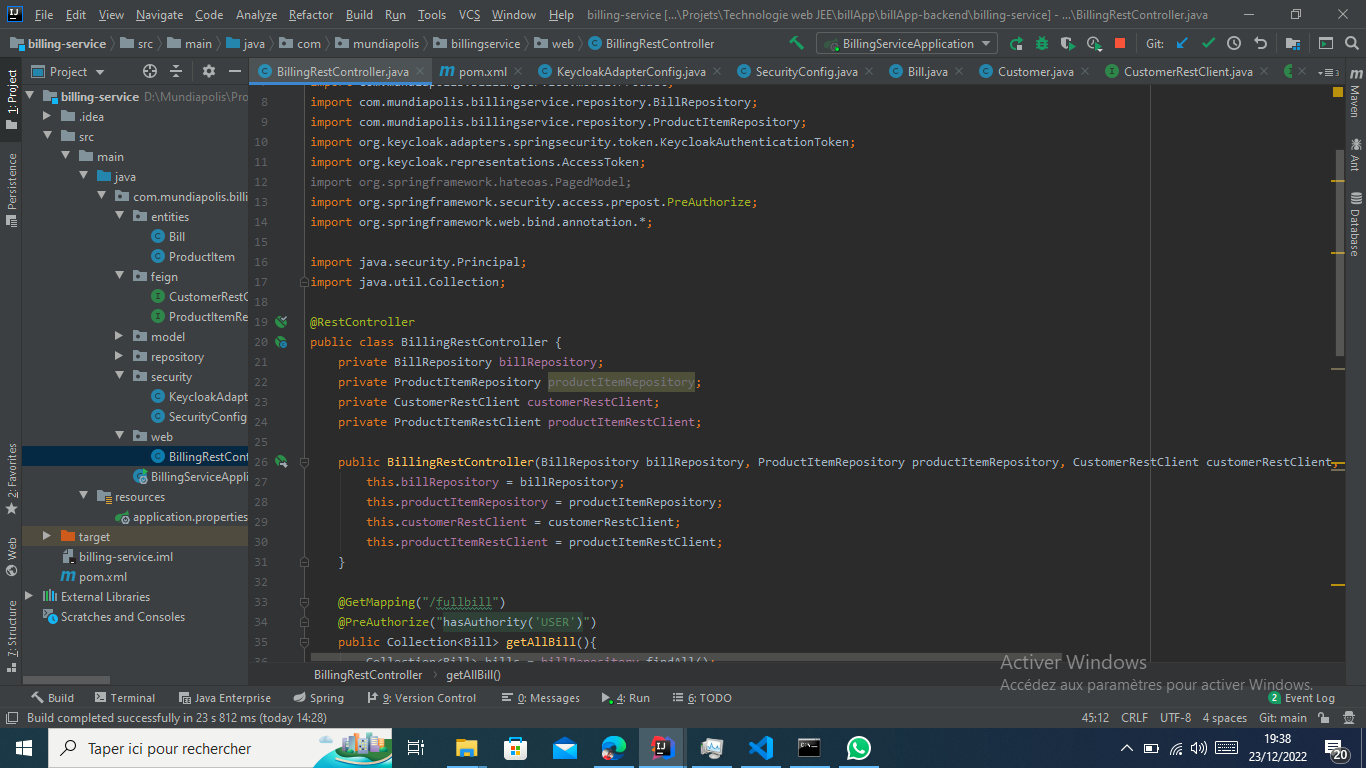 File Edit View Navigate Code Analyze Refactor Build Run Tools VCS Window Help billing-service [...\Projets\Technologie web JEE\billApp\billApp-backend\billing-service] - ...\BillingRestController.java
billing-service src main java com mundiapolis billingservice web BillingRestController BillingServiceApplication Git:
Project BillingRestController.java pom.xml KeycloakAdapterConfig.java SecurityConfig.java Bill.java Customer.java CustomerRestClient.java 3
1: Project
Persistence
2: Favorites
Web
7: Structure
billing-service D:\Mundiapolis\Pro
.idea
src
main
java
com.mundiapolis.billi
entities
Bill
ProductItem
feign
CustomerRestC
ProductItemRe
model
repository
security
KeycloakAdapt
SecurityConfig
web
BillingRestCont
BillingServiceAppli
resources
application.properties
target
billing-service.iml
pom.xml
External Libraries
Scratches and Consoles
8 import com.mundiapolis.billingservice.repository.BillRepository;
9 import com.mundiapolis.billingservice.repository.ProductItemRepository;
10 import org.keycloak.adapters.springsecurity.token.KeycloakAuthenticationToken;
11 import org.keycloak.representations.AccessToken;
12 import org.springframework.hateoas.PagedModel;
13 import org.springframework.security.access.prepost.PreAuthorize;
14 import org.springframework.web.bind.annotation.*;
15
16 import java.security.Principal;
17 import java.util.Collection;
18
19 @RestController
20 public class BillingRestController {
21 private BillRepository billRepository;
22 private ProductItemRepository productItemRepository;
23 private CustomerRestClient customerRestClient;
24 private ProductItemRestClient productItemRestClient;
25
26 public BillingRestController(BillRepository billRepository, ProductItemRepository productItemRepository, CustomerRestClient customerRestClient,
27 this.billRepository = billRepository;
28 this.productItemRepository = productItemRepository;
29 this.customerRestClient = customerRestClient;
30 this.productItemRestClient = productItemRestClient;
31 }
32
33 @GetMapping("/fullbill")
34 @PreAuthorize("hasAuthority('USER')")
35 public Collection<Bill> getAllBill(){
36 Collection<Bill> bills = billRepository.findAll();
Maven
Ant
Database
BillingRestController getAllBill()
Activer Windows
Accédez aux paramètres pour activer Windows.
Build Terminal Java Enterprise Spring 9: Version Control 0: Messages 4: Run 6: TODO 2 Event Log
Build completed successfully in 23 s 812 ms (today 14:28) 45:12 CRLF UTF-8 4 spaces Git: main
Taper ici pour rechercher
19:38
23/12/2022
20